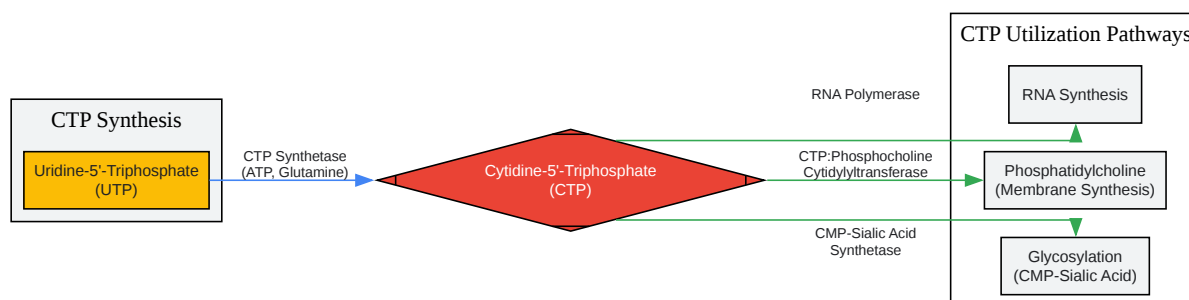 CTP Synthesis
Uridine-5'-Triphosphate
(UTP)
CTP Synthetase
(ATP, Glutamine)
Cytidine-5'-Triphosphate
(CTP)
RNA Polymerase
CTP:Phosphocholine
Cytidylyltransferase
CMP-Sialic Acid
Synthetase
CTP Utilization Pathways
RNA Synthesis
Phosphatidylcholine
(Membrane Synthesis)
Glycosylation
(CMP-Sialic Acid)